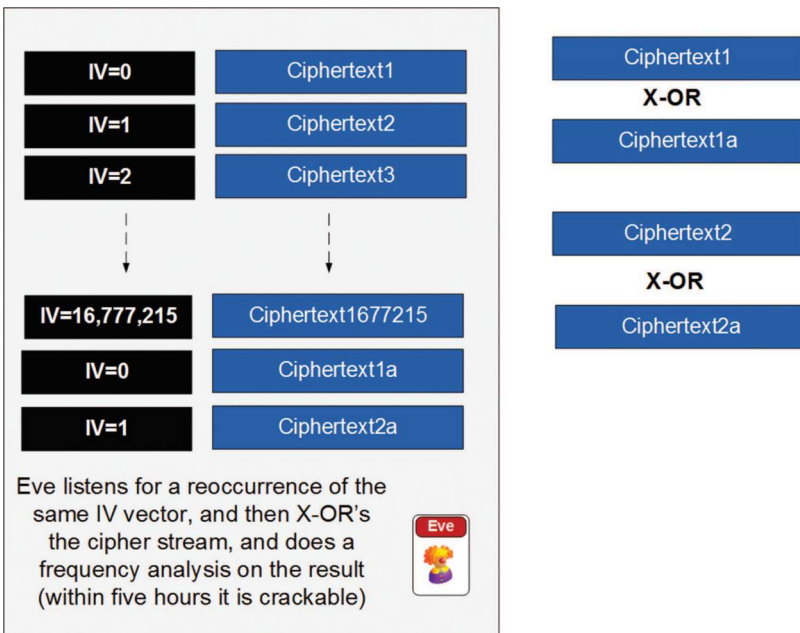 IV=0 Ciphertext1
IV=1 Ciphertext2
IV=2 Ciphertext3
IV=16,777,215 Ciphertext1677215
IV=0 Ciphertext1a
IV=1 Ciphertext2a
Eve listens for a reoccurrence of the
same IV vector, and then X-OR’s
the cipher stream, and does a
frequency analysis on the result
(within five hours it is crackable)
Eve
Ciphertext1
X-OR
Ciphertext1a
Ciphertext2
X-OR
Ciphertext2a